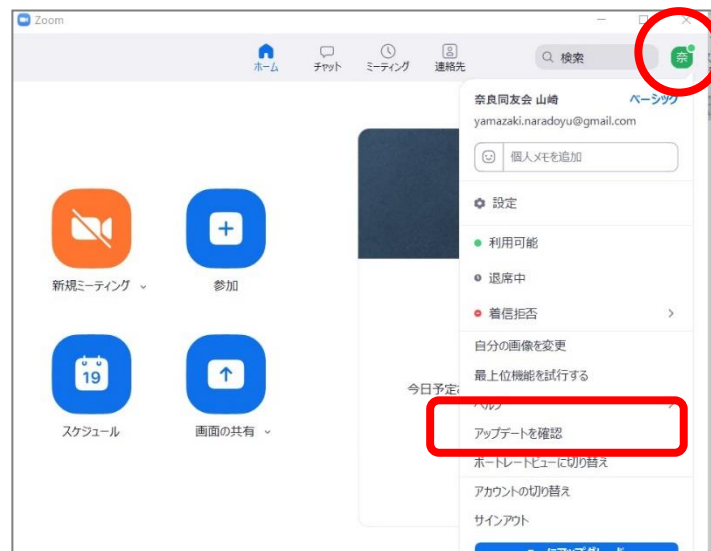 Zoom
ホーム
チャット
ミーティング
連絡先
検索
奈
奈良同友会 山崎 ベーシック
yamazaki.naradoyu@gmail.com
個人メモを追加
設定
利用可能
退席中
着信拒否
自分の画像を変更
最上位機能を試行する
ヘルプ
アップデートを確認
ポートレートビューに切り替え
アカウントの切り替え
サインアウト
新規ミーティング
参加
19
スケジュール
画面の共有
今日予定